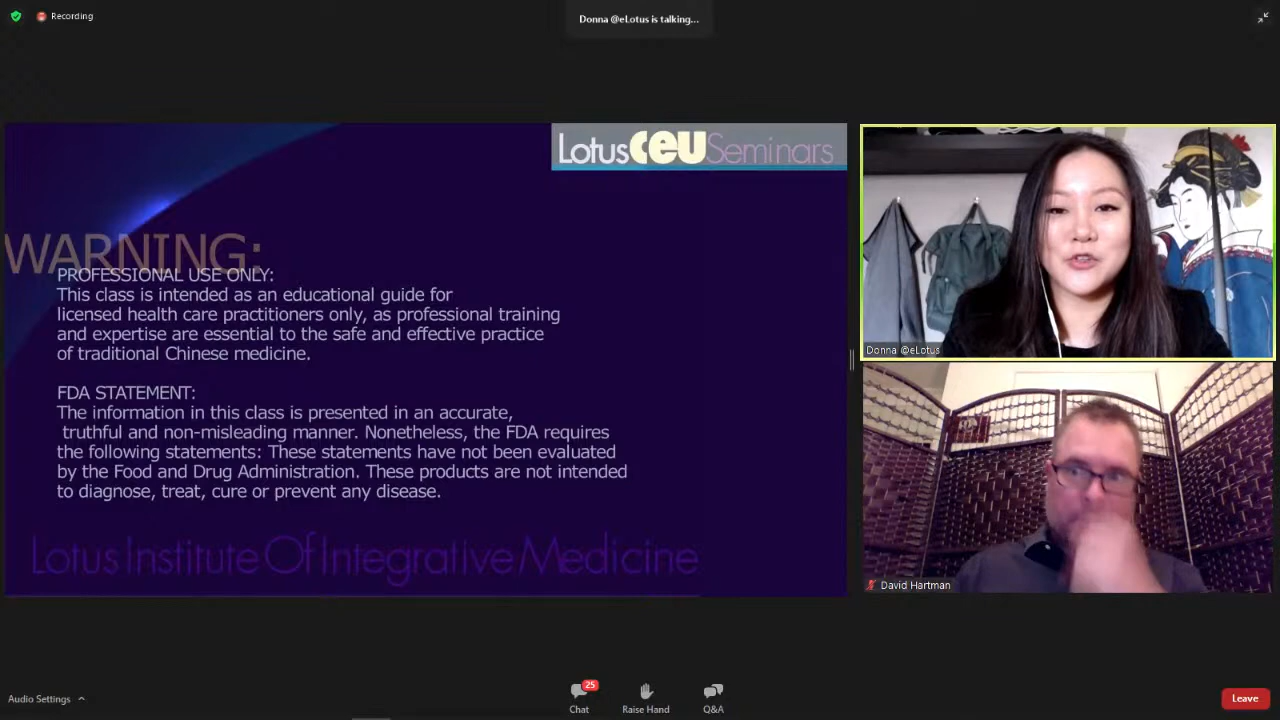 Recording
Donna @eLotus is talking...
LotusceuSeminars
WARNING:
PROFESSIONAL USE ONLY:
This class is intended as an educational guide for
licensed health care practitioners only, as professional training
and expertise are essential to the safe and effective practice
of traditional Chinese medicine.
FDA STATEMENT:
The information in this class is presented in an accurate,
truthful and non-misleading manner. Nonetheless, the FDA requires
the following statements: These statements have not been evaluated
by the Food and Drug Administration. These products are not intended
to diagnose, treat, cure or prevent any disease.
Lotus Institute Of Integrative Medicine
Donna @eLotus
David Hartman
Audio Settings
25
Chat
Raise Hand
Q&A
Leave